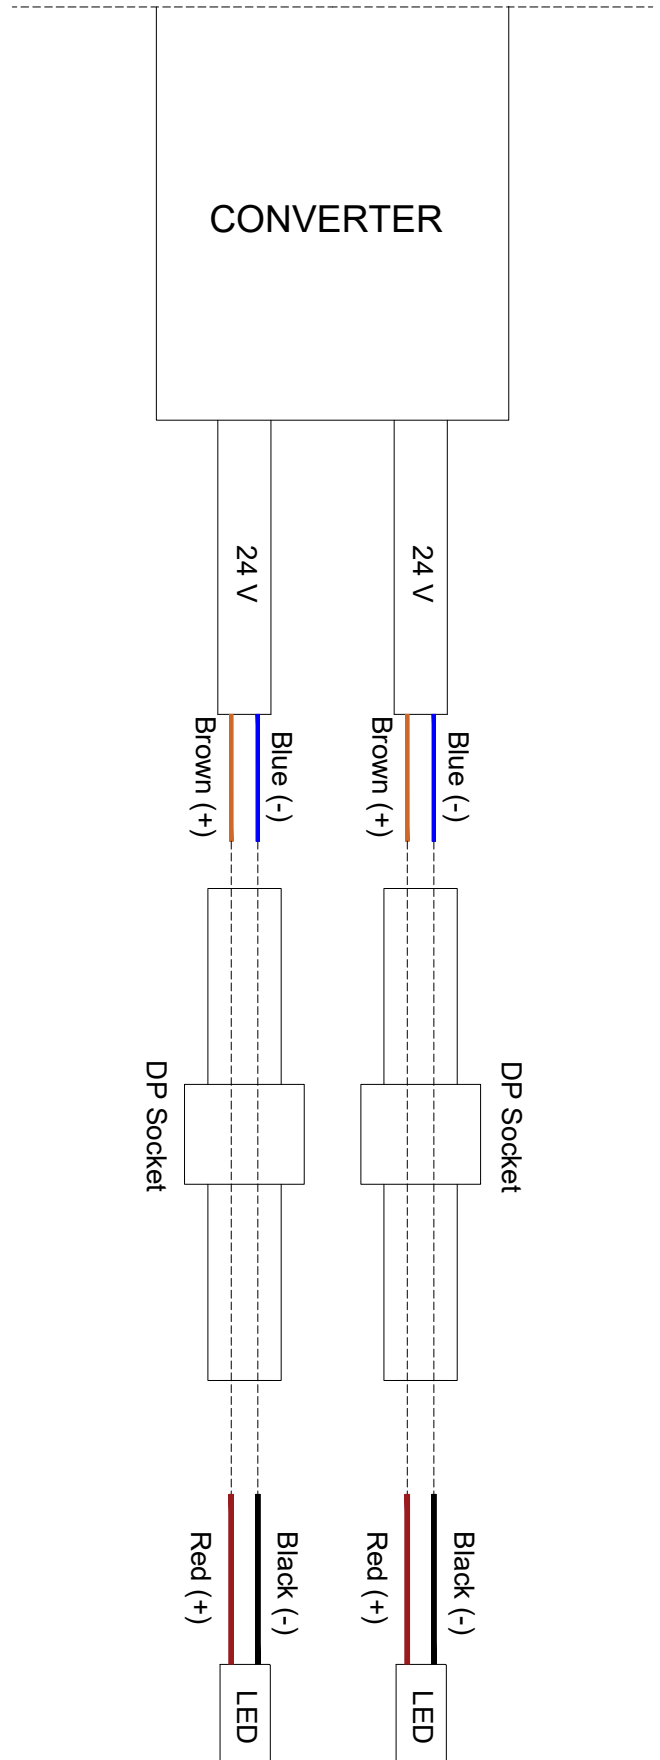 CONVERTER
24 V
24 V
Brown (+)
Blue (-)
Brown (+)
Blue (-)
DP Socket
DP Socket
Red (+)
Black (-)
Red (+)
Black (-)
LED
LED